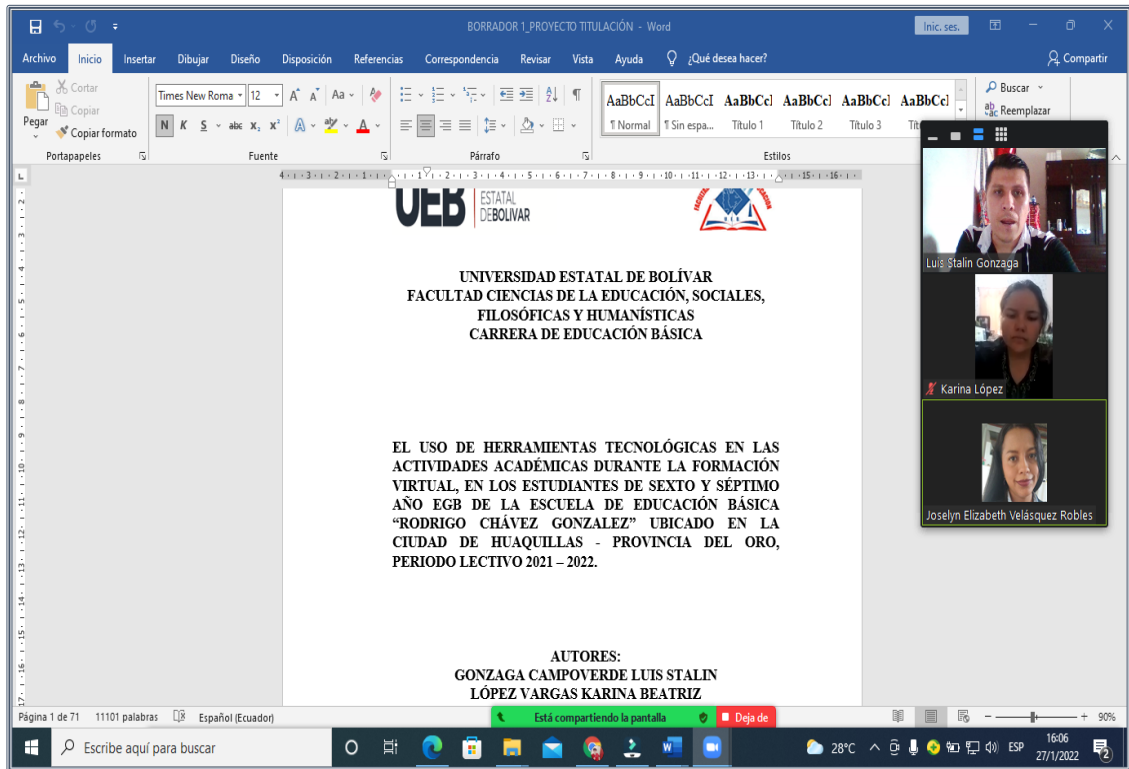 BORRADOR 1_PROYECTO TITULACIÓN - Word
Inic. ses.
Archivo Inicio Insertar Dibujar Diseño Disposición Referencias Correspondencia Revisar Vista Ayuda ¿Qué desea hacer? Compartir
Pegar
Cortar
Copiar
Copiar formato
Times New Roma 12
N K S abc x₂ x²
AaBbCcI AaBbCcI AaBbCcl AaBbCcl AaBbCcl AaBbCcl
¶ Normal ¶ Sin espa... Título 1 Título 2 Título 3
Buscar
Reemplazar
Portapapeles Fuente Párrafo Estilos
UEB
ESTATAL
DEBOLIVAR
UNIVERSIDAD ESTATAL DE BOLÍVAR
FACULTAD CIENCIAS DE LA EDUCACIÓN, SOCIALES,
FILOSÓFICAS Y HUMANÍSTICAS
CARRERA DE EDUCACIÓN BÁSICA
EL USO DE HERRAMIENTAS TECNOLÓGICAS EN LAS
ACTIVIDADES ACADÉMICAS DURANTE LA FORMACIÓN
VIRTUAL, EN LOS ESTUDIANTES DE SEXTO Y SÉPTIMO
AÑO EGB DE LA ESCUELA DE EDUCACIÓN BÁSICA
“RODRIGO CHÁVEZ GONZALEZ” UBICADO EN LA
CIUDAD DE HUAQUILLAS - PROVINCIA DEL ORO,
PERIODO LECTIVO 2021 – 2022.
AUTORES:
GONZAGA CAMPOVERDE LUIS STALIN
LÓPEZ VARGAS KARINA BEATRIZ
Luis Stalin Gonzaga
Karina López
Joselyn Elizabeth Velásquez Robles
Página 1 de 71 11101 palabras Español (Ecuador)
Está compartiendo la pantalla
Deja de
90%
Escribe aquí para buscar
28°C
ESP
16:06
27/1/2022
2